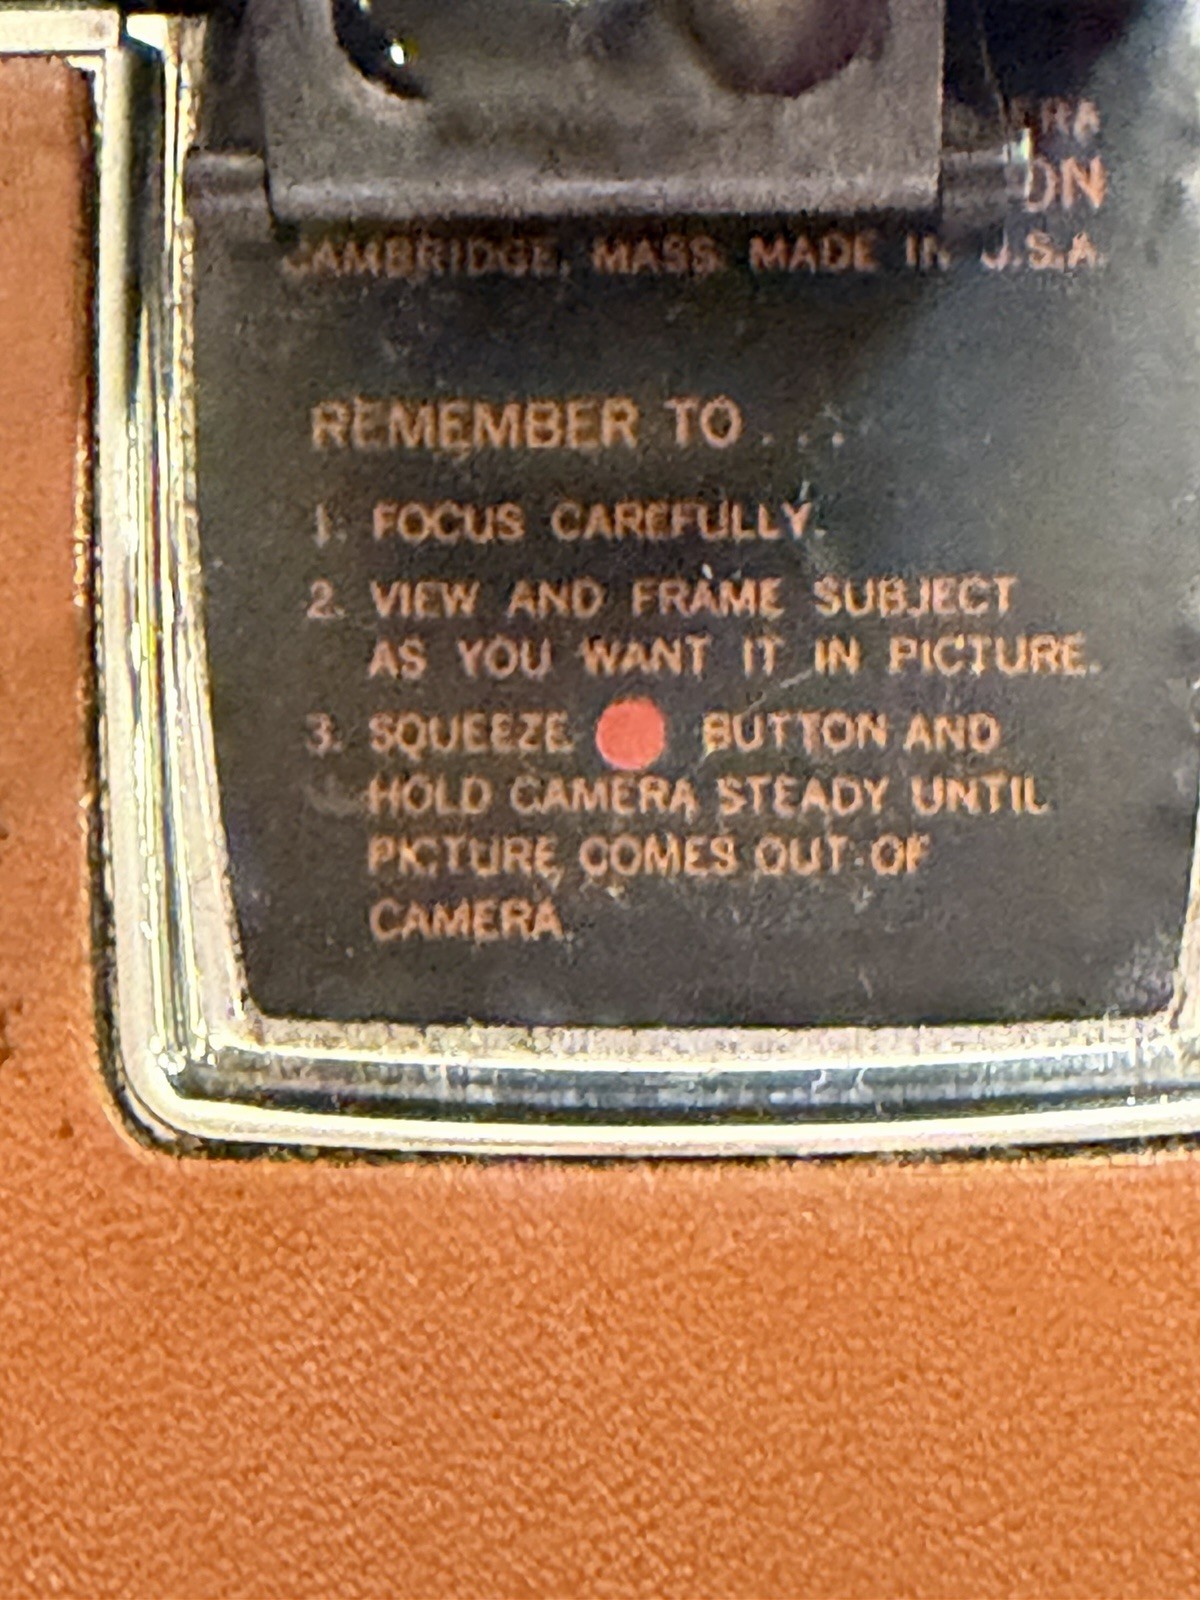 CAMBRIDGE, MASS. MADE IN U.S.A.
REMEMBER TO . . .
1. FOCUS CAREFULLY.
2. VIEW AND FRAME SUBJECT
AS YOU WANT IT IN PICTURE.
3. SQUEEZE BUTTON AND
HOLD CAMERA STEADY UNTIL
PICTURE COMES OUT OF
CAMERA.